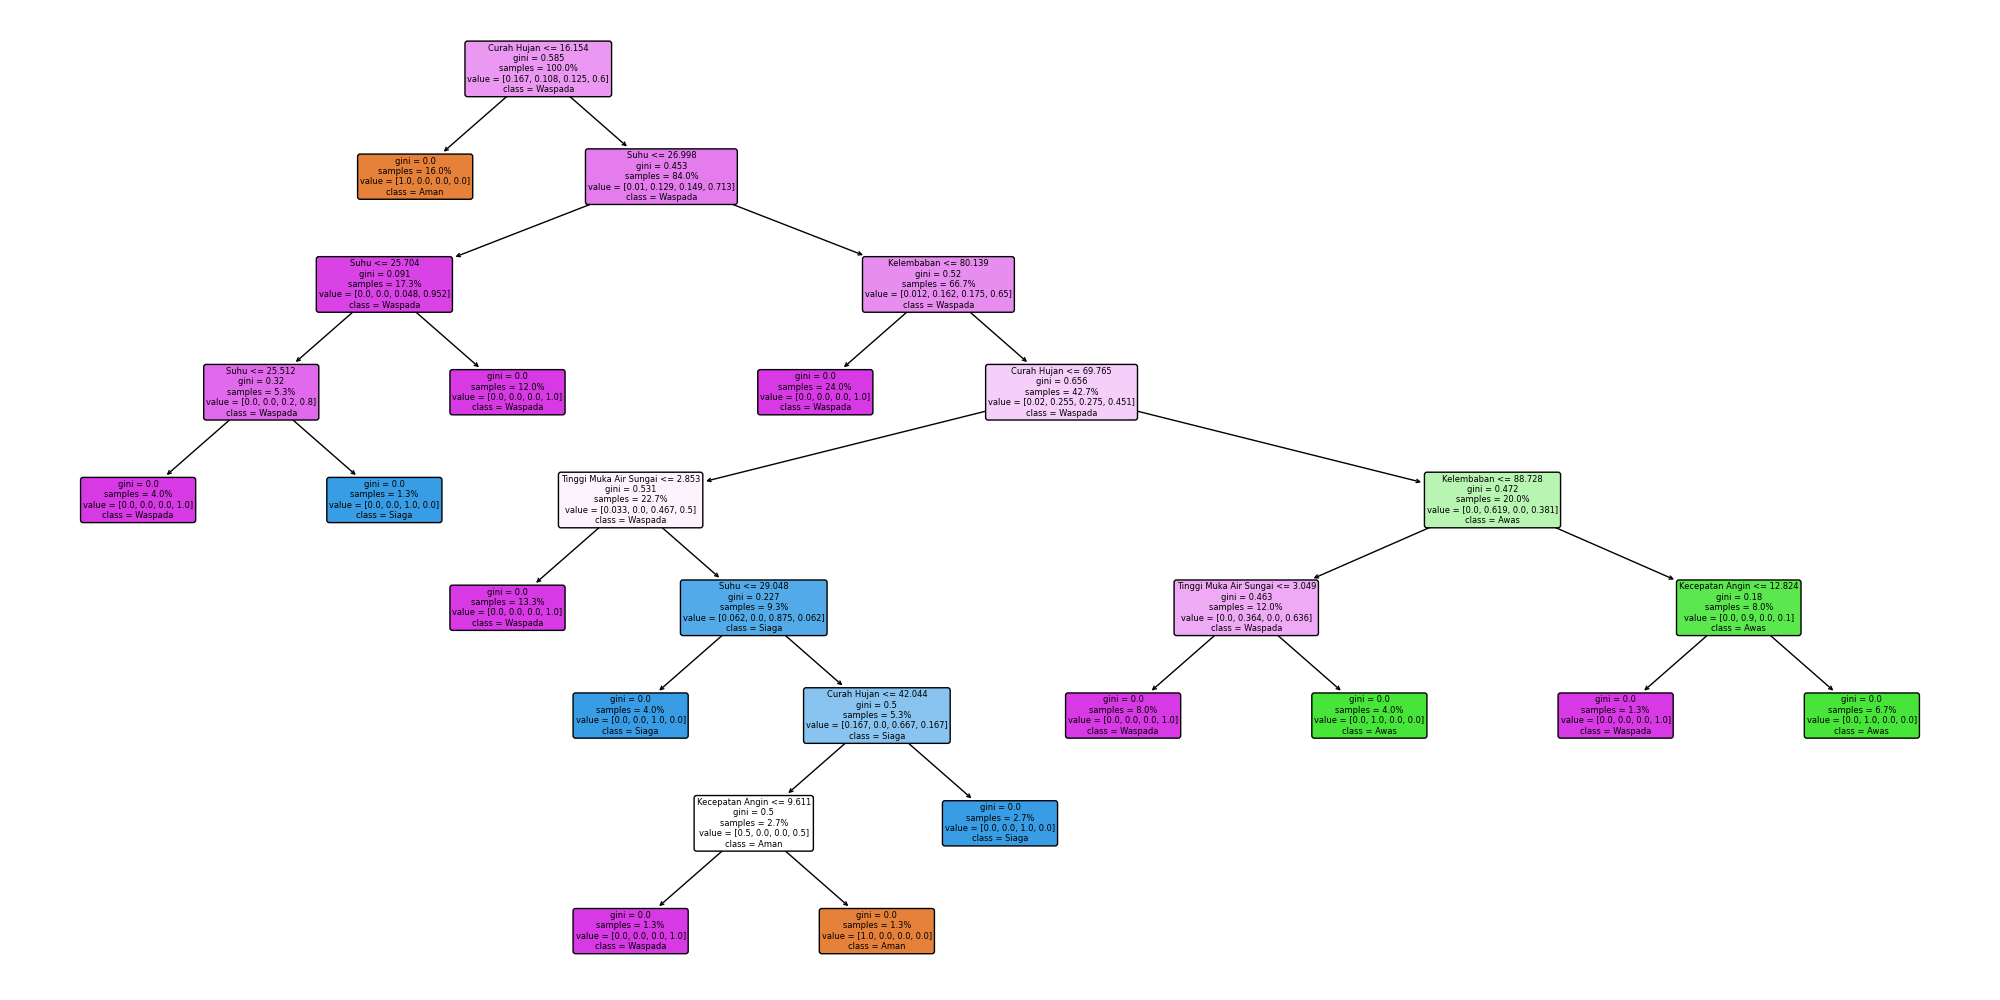 Curah Hujan <= 16.154
gini = 0.585
samples = 100.0%
value = [0.167, 0.108, 0.125, 0.6]
class = Waspada
gini = 0.0
samples = 16.0%
value = [1.0, 0.0, 0.0, 0.0]
class = Aman
Suhu <= 26.998
gini = 0.453
samples = 84.0%
value = [0.01, 0.129, 0.149, 0.713]
class = Waspada
Suhu <= 25.704
gini = 0.091
samples = 17.3%
value = [0.0, 0.0, 0.048, 0.952]
class = Waspada
Kelembaban <= 80.139
gini = 0.52
samples = 66.7%
value = [0.012, 0.162, 0.175, 0.65]
class = Waspada
Suhu <= 25.512
gini = 0.32
samples = 5.3%
value = [0.0, 0.0, 0.2, 0.8]
class = Waspada
gini = 0.0
samples = 12.0%
value = [0.0, 0.0, 0.0, 1.0]
class = Waspada
gini = 0.0
samples = 24.0%
value = [0.0, 0.0, 0.0, 1.0]
class = Waspada
Curah Hujan <= 69.765
gini = 0.656
samples = 42.7%
value = [0.02, 0.255, 0.275, 0.451]
class = Waspada
gini = 0.0
samples = 4.0%
value = [0.0, 0.0, 0.0, 1.0]
class = Waspada
gini = 0.0
samples = 1.3%
value = [0.0, 0.0, 1.0, 0.0]
class = Siaga
Tinggi Muka Air Sungai <= 2.853
gini = 0.531
samples = 22.7%
value = [0.033, 0.0, 0.467, 0.5]
class = Waspada
Kelembaban <= 88.728
gini = 0.472
samples = 20.0%
value = [0.0, 0.619, 0.0, 0.381]
class = Awas
gini = 0.0
samples = 13.3%
value = [0.0, 0.0, 0.0, 1.0]
class = Waspada
Suhu <= 29.048
gini = 0.227
samples = 9.3%
value = [0.062, 0.0, 0.875, 0.062]
class = Siaga
Tinggi Muka Air Sungai <= 3.049
gini = 0.463
samples = 12.0%
value = [0.0, 0.364, 0.0, 0.636]
class = Waspada
Kecepatan Angin <= 12.824
gini = 0.18
samples = 8.0%
value = [0.0, 0.9, 0.0, 0.1]
class = Awas
gini = 0.0
samples = 4.0%
value = [0.0, 0.0, 1.0, 0.0]
class = Siaga
Curah Hujan <= 42.044
gini = 0.5
samples = 5.3%
value = [0.167, 0.0, 0.667, 0.167]
class = Siaga
gini = 0.0
samples = 8.0%
value = [0.0, 0.0, 0.0, 1.0]
class = Waspada
gini = 0.0
samples = 4.0%
value = [0.0, 1.0, 0.0, 0.0]
class = Awas
gini = 0.0
samples = 1.3%
value = [0.0, 0.0, 0.0, 1.0]
class = Waspada
gini = 0.0
samples = 6.7%
value = [0.0, 1.0, 0.0, 0.0]
class = Awas
Kecepatan Angin <= 9.611
gini = 0.5
samples = 2.7%
value = [0.5, 0.0, 0.0, 0.5]
class = Aman
gini = 0.0
samples = 2.7%
value = [0.0, 0.0, 1.0, 0.0]
class = Siaga
gini = 0.0
samples = 1.3%
value = [0.0, 0.0, 0.0, 1.0]
class = Waspada
gini = 0.0
samples = 1.3%
value = [1.0, 0.0, 0.0, 0.0]
class = Aman